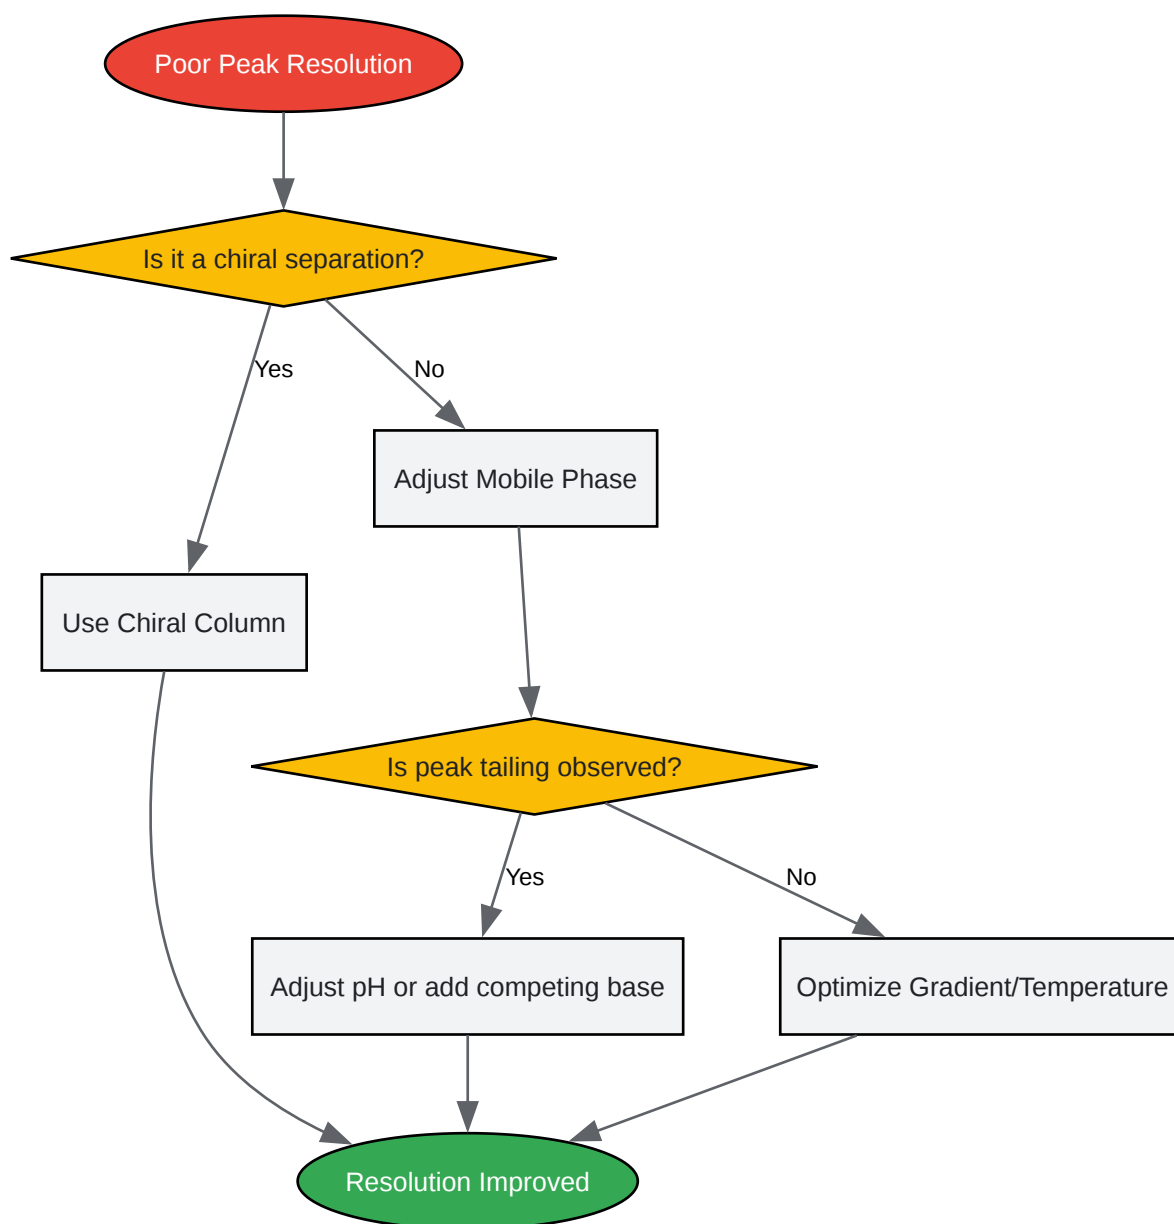 Poor Peak Resolution
Is it a chiral separation?
Yes
No
Adjust Mobile Phase
Use Chiral Column
Is peak tailing observed?
Yes
No
Adjust pH or add competing base
Optimize Gradient/Temperature
Resolution Improved